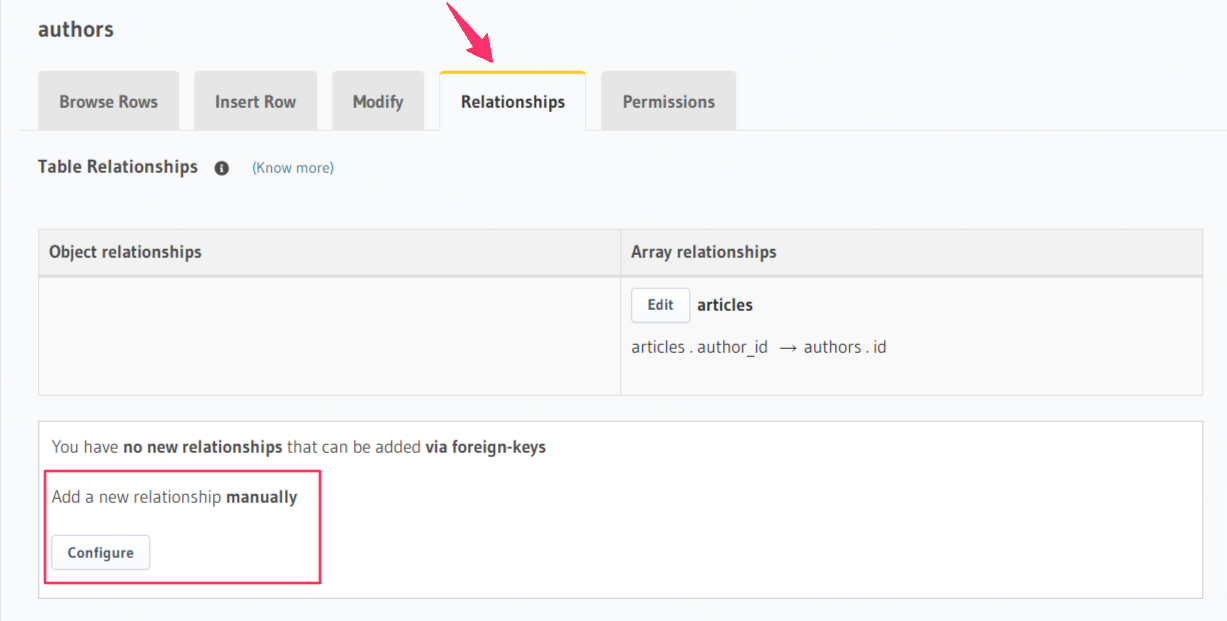 authors
Browse Rows Insert Row Modify Relationships Permissions
Table Relationships i (Know more)
Object relationships Array relationships
Edit articles
articles . author_id → authors . id
You have no new relationships that can be added via foreign-keys
Add a new relationship manually
Configure